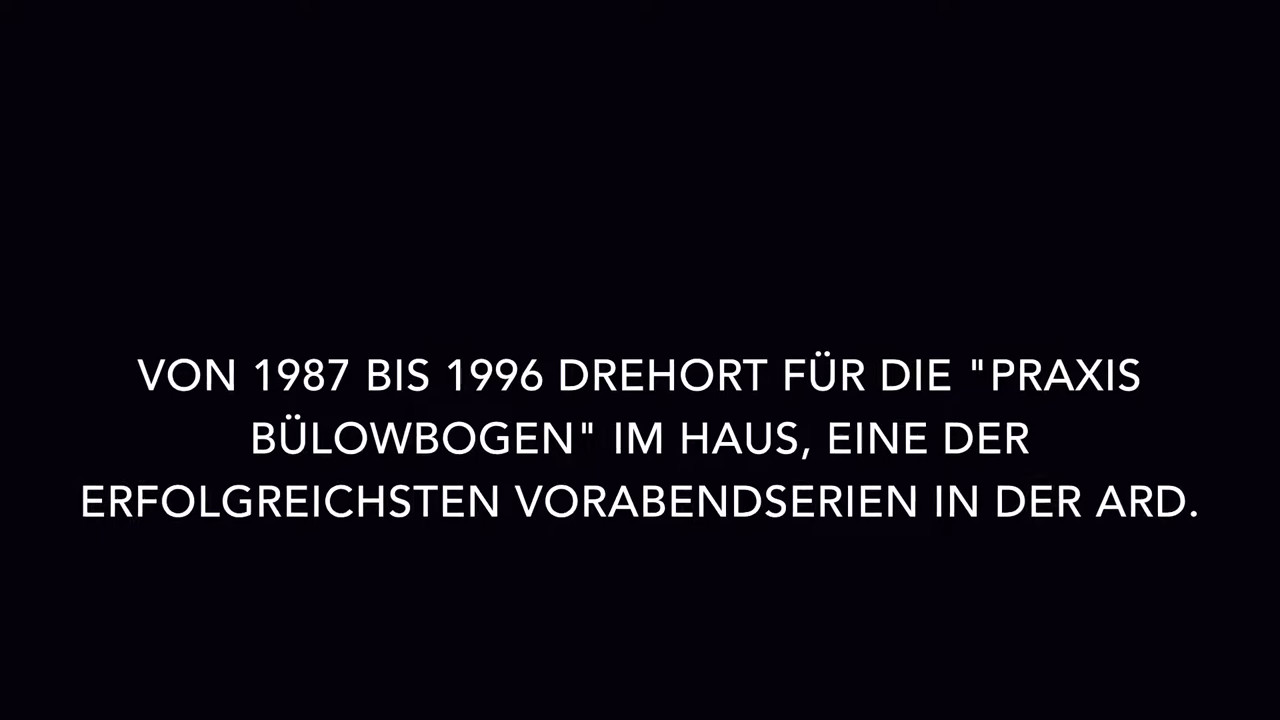 VON 1987 BIS 1996 DREHORT FÜR DIE "PRAXIS
BÜLOWBOGEN" IM HAUS, EINE DER
ERFOLGREICHSTEN VORABENDSERIEN IN DER ARD.